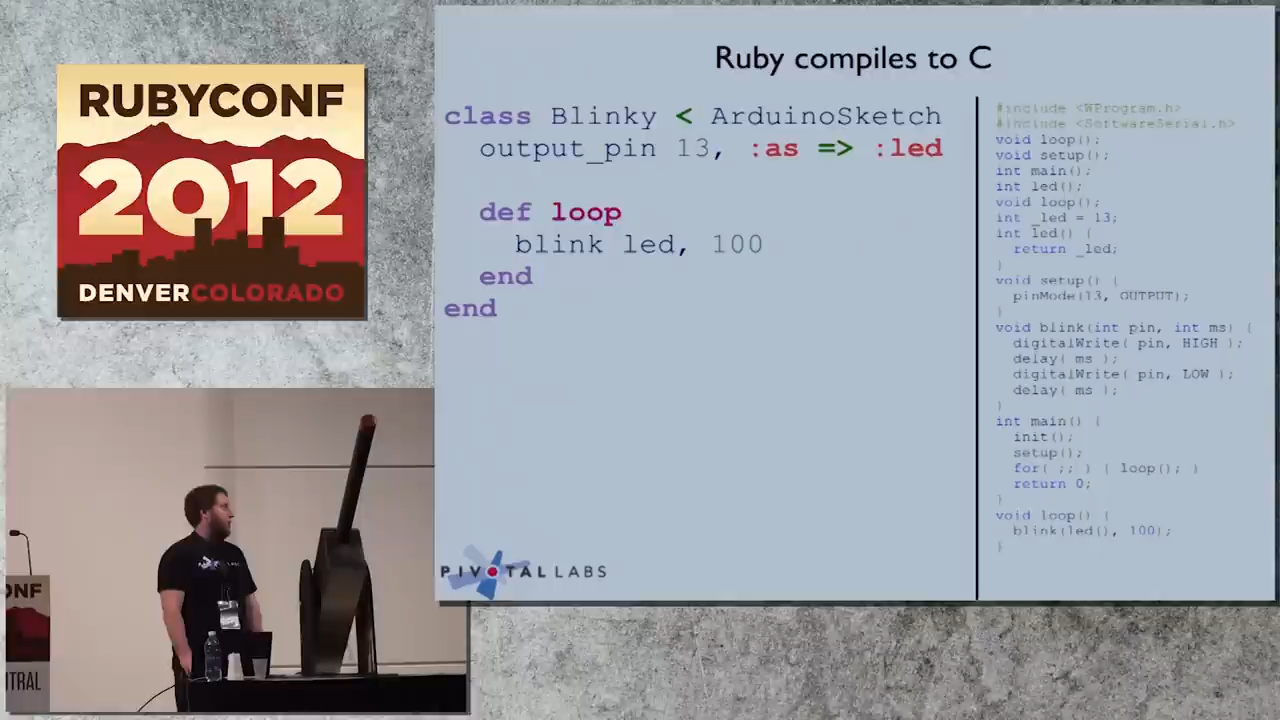 RUBYCONF
2012
DENVERCOLORADO
Ruby compiles to C
class Blinky < ArduinoSketch
output_pin 13, :as => :led
def loop
blink led, 100
end
end
#include <WProgram.h>
#include <SoftwareSerial.h>
void loop();
void setup();
int main();
int led();
void loop();
int _led = 13;
int led() {
return _led;
}
void setup() {
pinMode(13, OUTPUT);
}
void blink(int pin, int ms) {
digitalWrite( pin, HIGH );
delay( ms );
digitalWrite( pin, LOW );
delay( ms );
}
int main() {
init();
setup();
for( ;; ) { loop(); }
return 0;
}
void loop() {
blink(led(), 100);
}
PIVOTAL LABS
ONF
NTRAL